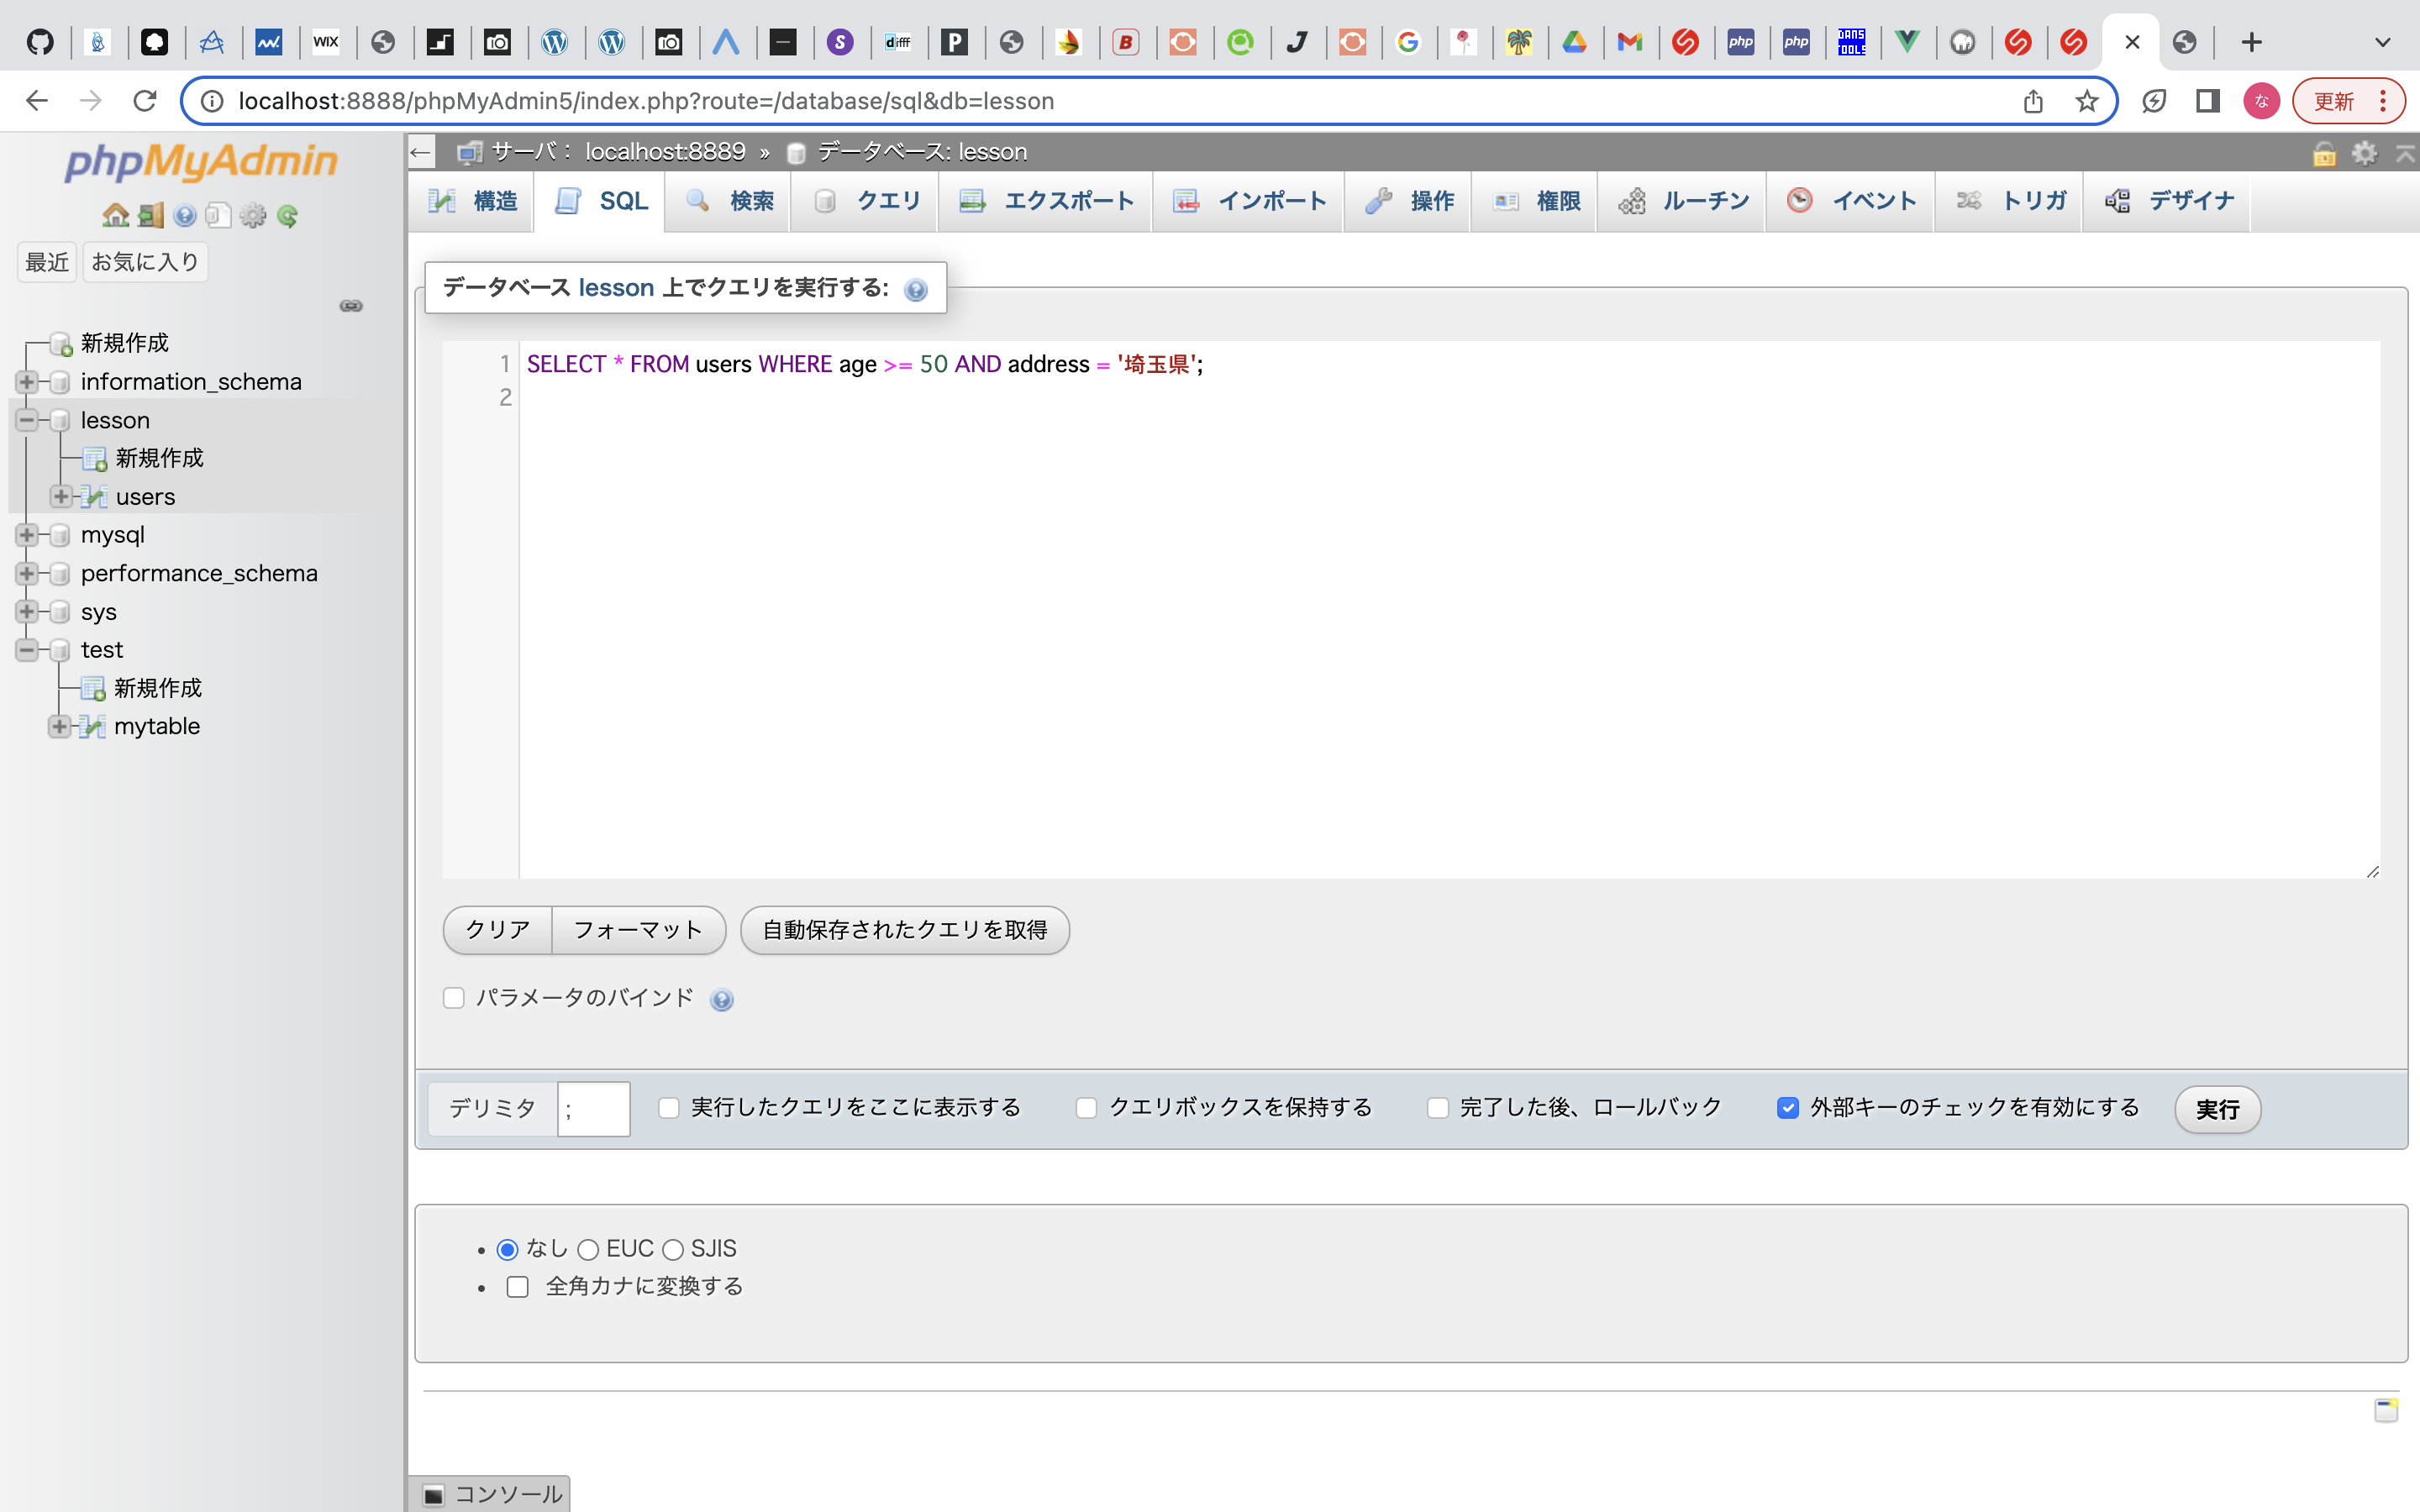 WIX
S
diff
P
B
J
G
php
php
DANS TOOLS
localhost:8888/phpMyAdmin5/index.php?route=/database/sql&db=lesson
な
更新
phpMyAdmin
最近
お気に入り
新規作成
information_schema
lesson
新規作成
users
mysql
performance_schema
sys
test
新規作成
mytable
サーバ： localhost:8889 » データベース: lesson
構造
SQL
検索
クエリ
エクスポート
インポート
操作
権限
ルーチン
イベント
トリガ
デザイナ
データベース lesson 上でクエリを実行する:
1 SELECT * FROM users WHERE age >= 50 AND address = '埼玉県';
2
クリア
フォーマット
自動保存されたクエリを取得
パラメータのバインド
デリミタ ;
実行したクエリをここに表示する
クエリボックスを保持する
完了した後、ロールバック
外部キーのチェックを有効にする
実行
• なし EUC SJIS
• 全角カナに変換する
コンソール